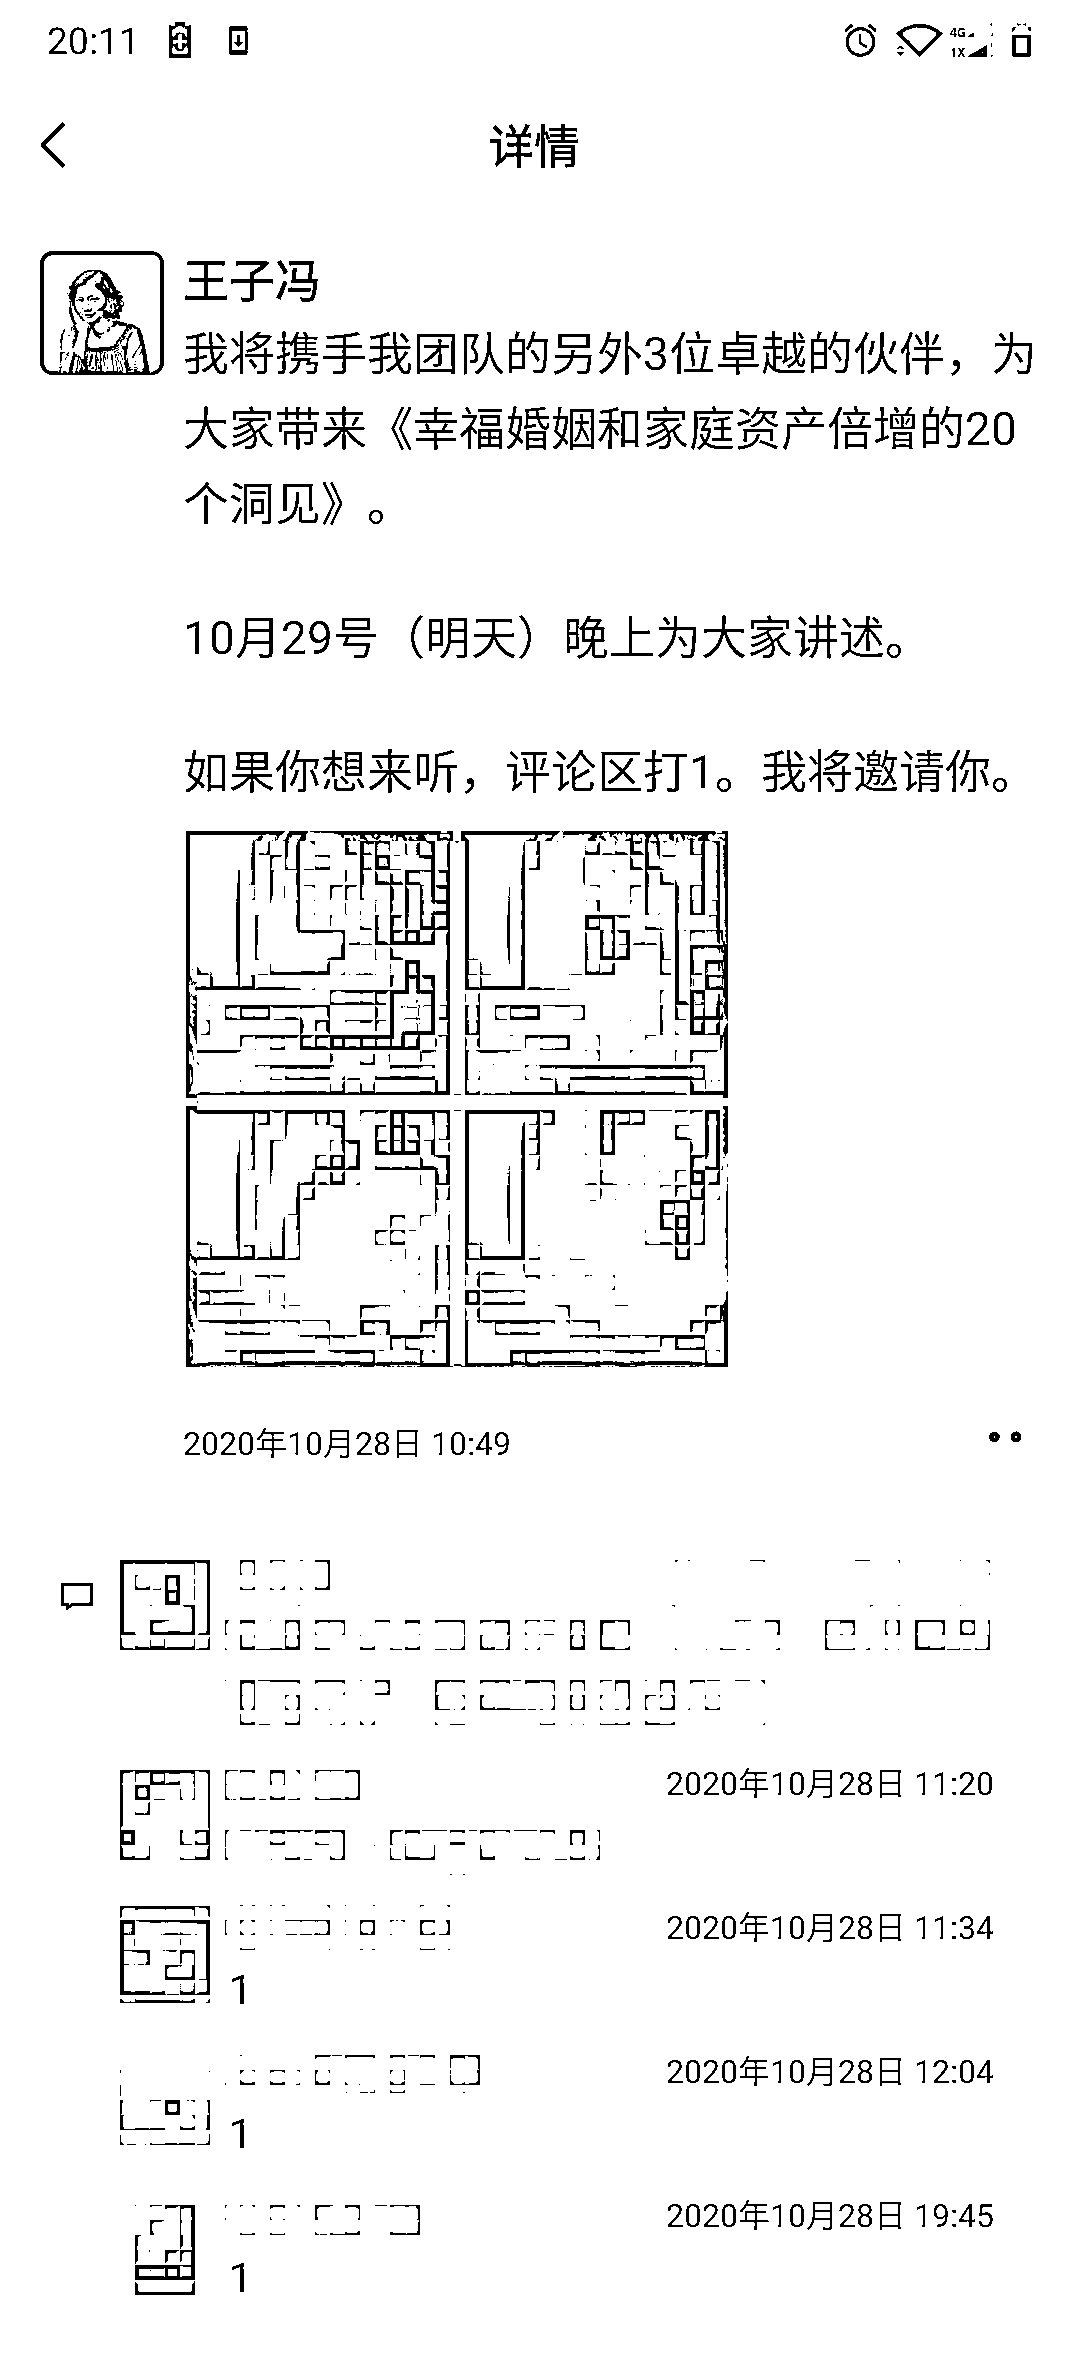 20:11
4G
1X
详情
王子冯
我将携手我团队的另外3位卓越的伙伴，为
大家带来《幸福婚姻和家庭资产倍增的20
个洞见》。
10月29号（明天）晚上为大家讲述。
如果你想来听，评论区打1。我将邀请你。
2020年10月28日 10:49
2020年10月28日 11:20
2020年10月28日 11:34
1
2020年10月28日 12:04
1
2020年10月28日 19:45
1